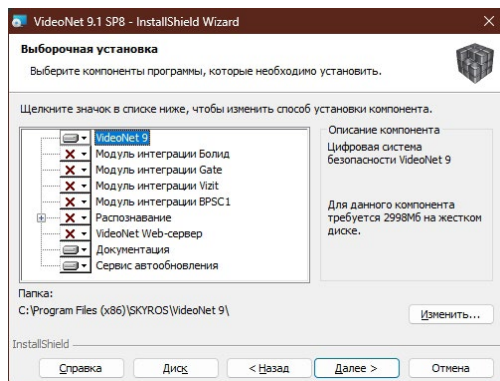 VideoNet 9.1 SP8 - InstallShield Wizard
Выборочная установка
Выберите компоненты программы, которые необходимо установить.
Щелкните значок в списке ниже, чтобы изменить способ установки компонента.
VideoNet 9
Модуль интеграции Болид
Модуль интеграции Gate
Модуль интеграции Vizit
Модуль интеграции BPSC1
Распознавание
VideoNet Web-сервер
Документация
Сервис автообновления
Описание компонента
Цифровая система
безопасности VideoNet 9
Для данного компонента
требуется 2998Мб на жестком
диске.
Папка:
C:\Program Files (x86)\SKYROS\VideoNet 9\
Изменить...
InstallShield
Справка
Диск
< Назад
Далее >
Отмена